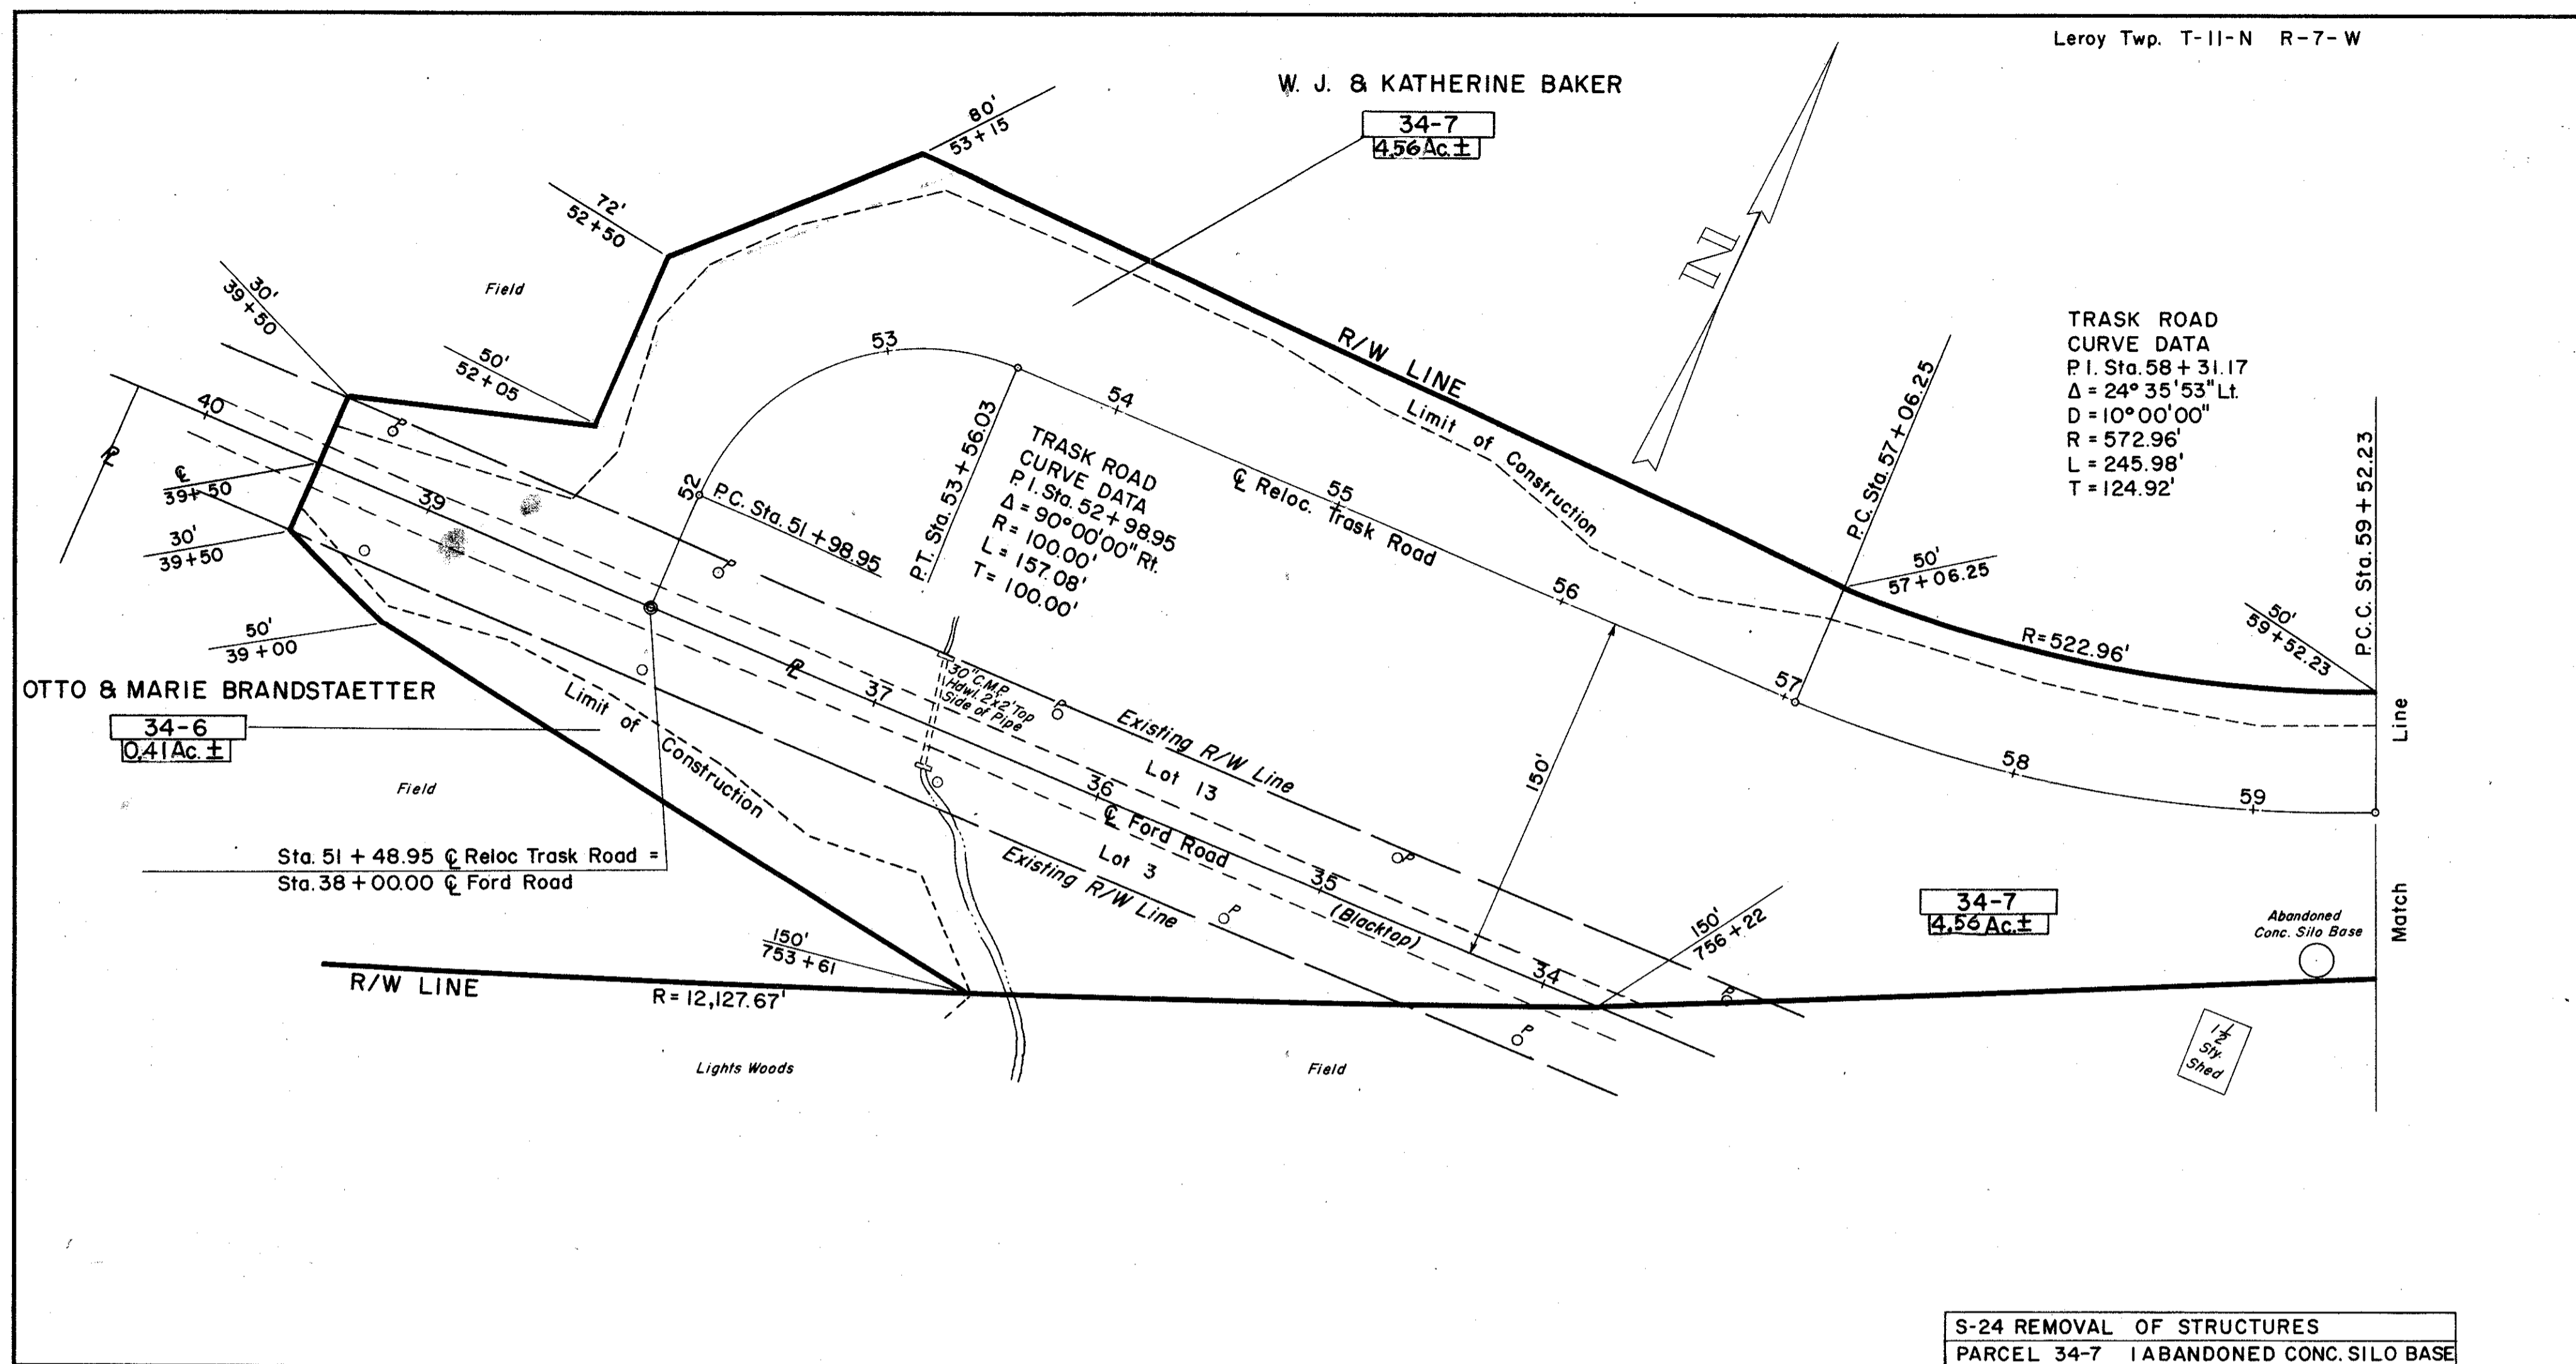 Leroy Twp. T-11-N R-7-W
W. J. & KATHERINE BAKER
34-7
4.56 Ac. ±
80'
53+15
72'
52+50
Field
30'
39+50
50'
52+05
40
39
℄
39+50
30'
39+50
50'
39+00
OTTO & MARIE BRANDSTAETTER
34-6
0.41 Ac. ±
Field
Limit of Construction
Sta. 51 + 48.95 ℄ Reloc Trask Road =
Sta. 38 + 00.00 ℄ Ford Road
52
53
54
55
56
57
58
59
P.C. Sta. 51 + 98.95
P.T. Sta. 53 + 56.03
TRASK ROAD
CURVE DATA
P.I. Sta. 52 + 98.95
Δ = 90°00'00" Rt.
R = 100.00'
L = 157.08'
T = 100.00'
R/W LINE
Limit of Construction
℄ Reloc. Trask Road
N
P.C. Sta. 57 + 06.25
50'
57 + 06.25
TRASK ROAD
CURVE DATA
P.I. Sta. 58 + 31.17
Δ = 24° 35' 53" Lt.
D = 10°00'00"
R = 572.96'
L = 245.98'
T = 124.92'
R = 522.96'
50'
59 + 52.23
P.C.C. Sta. 59 + 52.23
Match Line
30" C.M.P.
Hdwl. 2'x2' Top
Side of Pipe
37
36
35
34
Existing R/W Line
Lot 13
℄ Ford Road
Lot 3
Existing R/W Line
(Blacktop)
150'
150'
753 + 61
150'
756 + 22
34-7
4.56 Ac. ±
Abandoned
Conc. Silo Base
R/W LINE
R = 12,127.67'
Lights Woods
Field
1 1/2
Sty.
Shed
P
P
P
P
P
P
P
S-24 REMOVAL OF STRUCTURES
PARCEL 34-7 1 ABANDONED CONC. SILO BASE